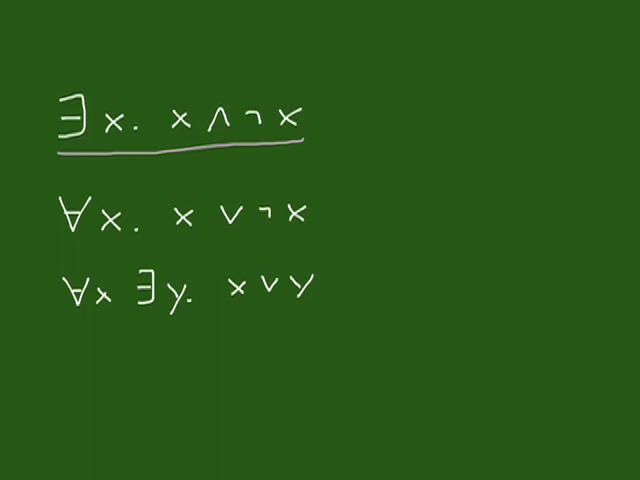 ∃x. x ∧ ¬x
∀x. x ∨ ¬x
∀x ∃y. x ∨ y